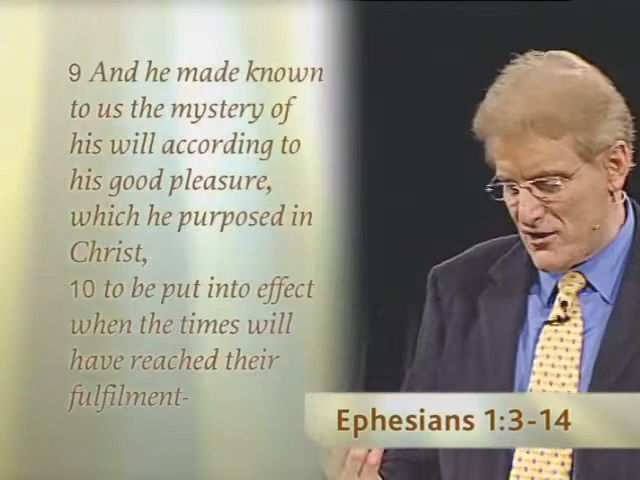 9 And he made known
to us the mystery of
his will according to
his good pleasure,
which he purposed in
Christ,
10 to be put into effect
when the times will
have reached their
fulfilment-
Ephesians 1:3-14